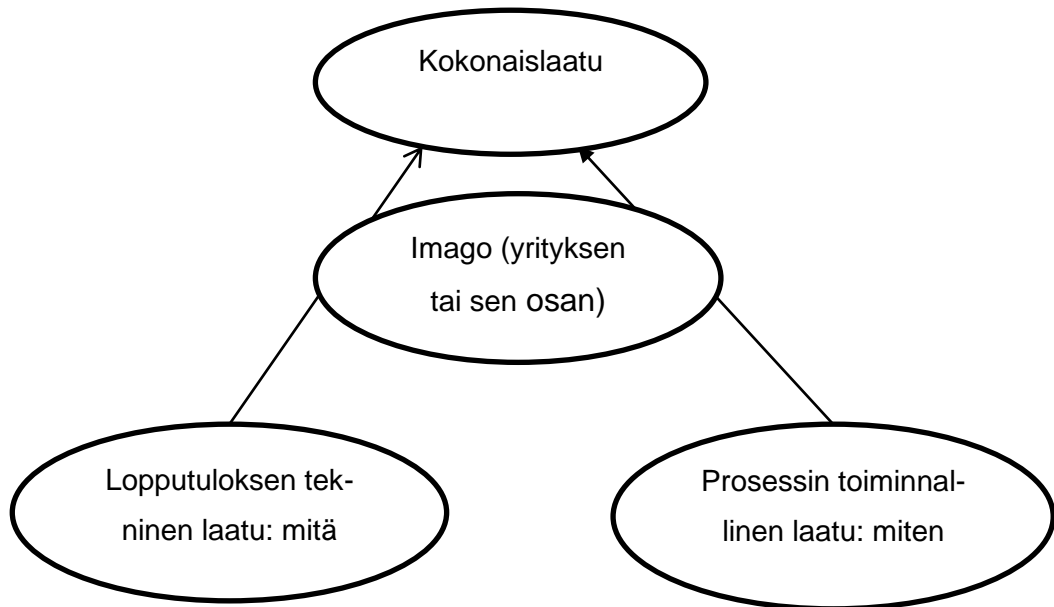 Kokonaislaatu
Imago (yrityksen
tai sen osan)
Lopputuloksen tek-
ninen laatu: mitä
Prosessin toiminnal-
linen laatu: miten